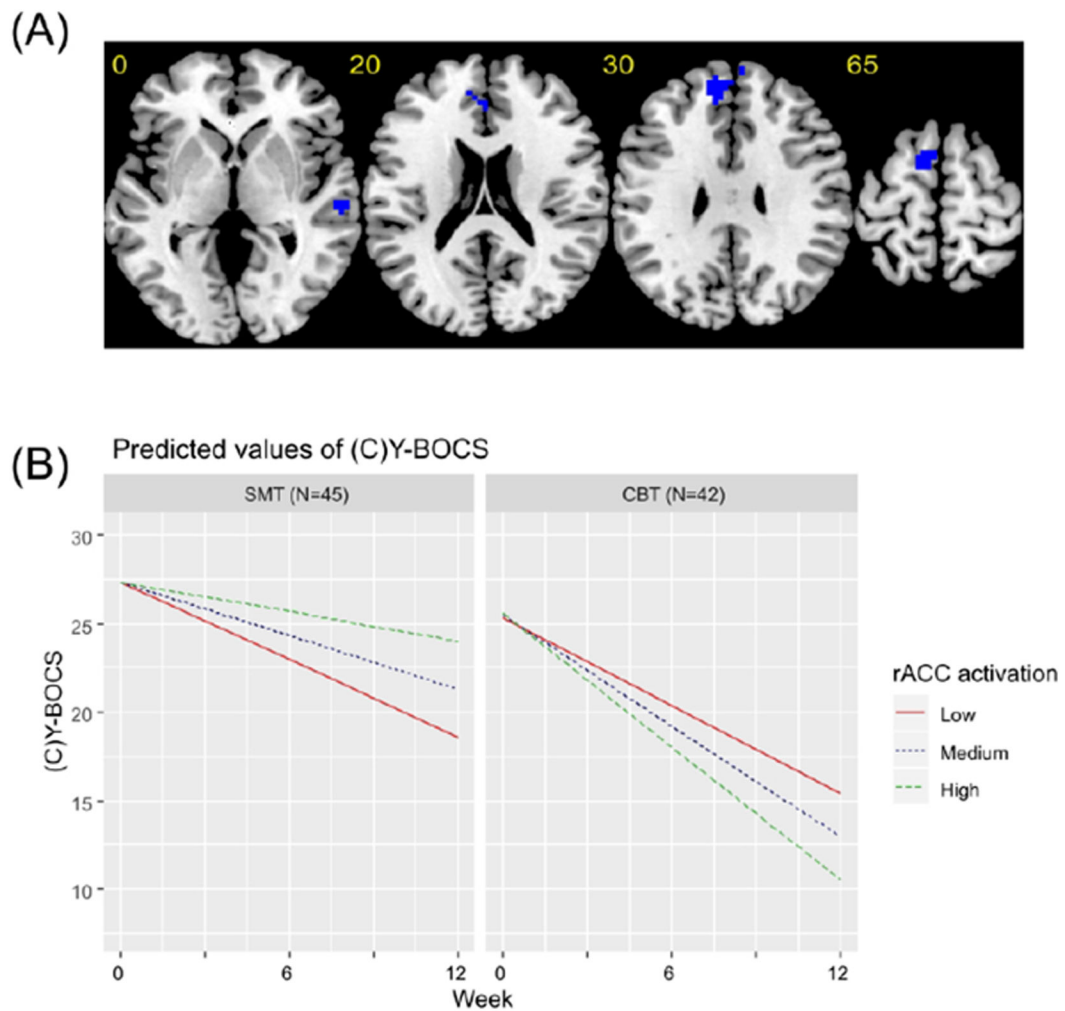 (A)
0 20 30 65
(B)
Predicted values of (C)Y-BOCS
SMT (N=45) CBT (N=42)
(C)Y-BOCS
30
25
20
15
10
0 6 12 0 6 12
Week
rACC activation
Low
Medium
High